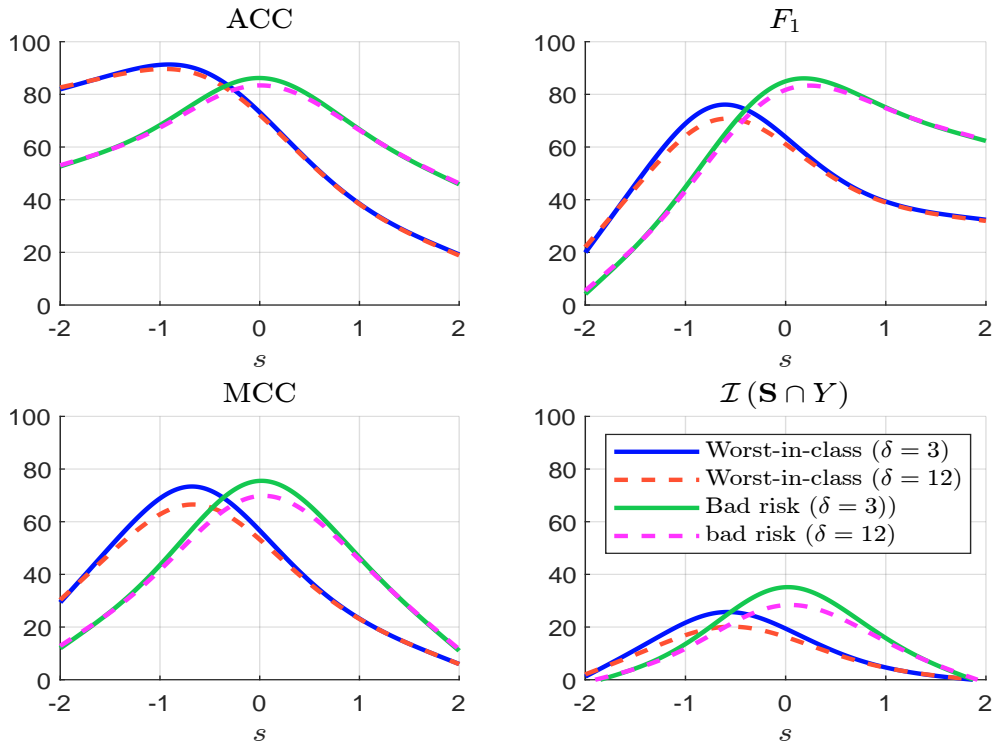 ACC
100
80
60
40
20
0
-2 -1 0 1 2
s
F₁
100
80
60
40
20
0
-2 -1 0 1 2
s
MCC
100
80
60
40
20
0
-2 -1 0 1 2
s
ℐ (S ∩ Y)
100
80
60
40
20
0
-2 -1 0 1 2
s
Worst-in-class (δ = 3)
Worst-in-class (δ = 12)
Bad risk (δ = 3))
bad risk (δ = 12)